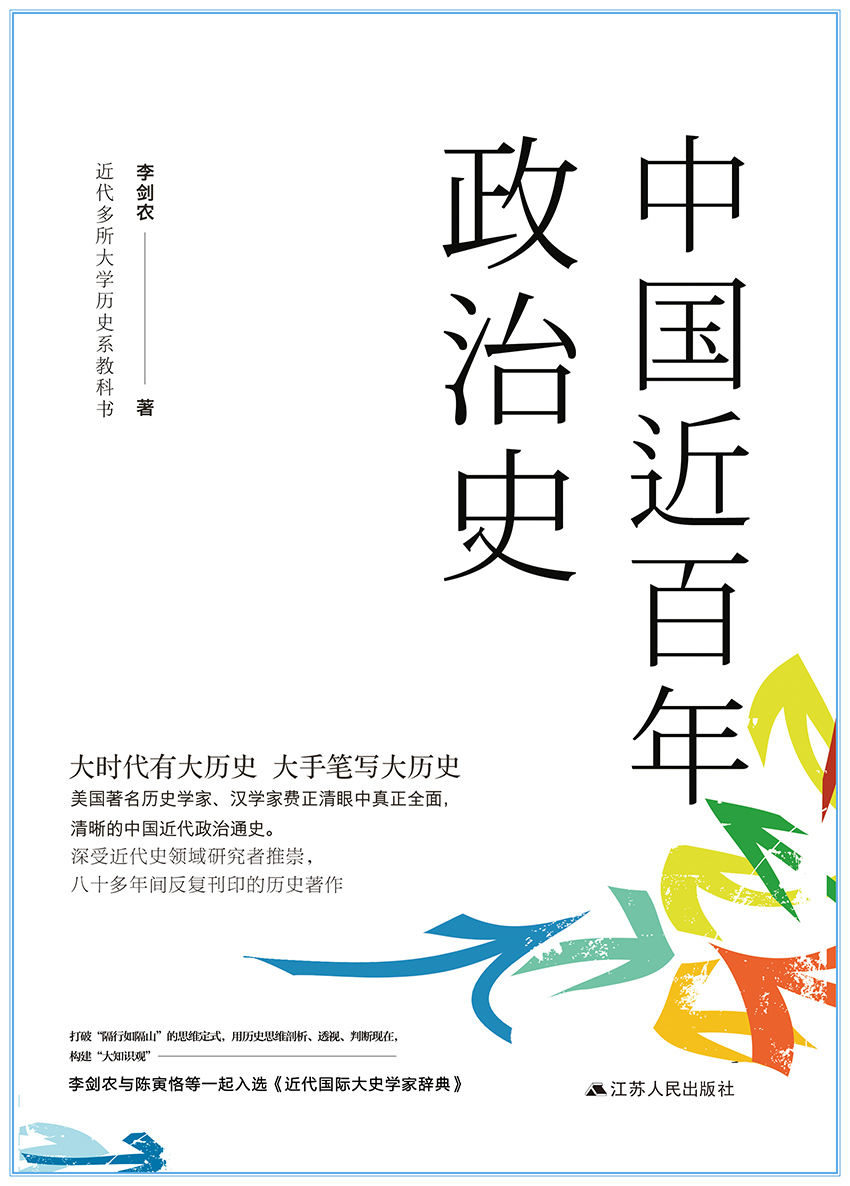 中国近百年
政治史
李剑农 著
近代多所大学历史系教科书
大时代有大历史 大手笔写大历史
美国著名历史学家、汉学家费正清眼中真正全面，
清晰的中国近代政治通史。
深受近代史领域研究者推崇，
八十多年间反复刊印的历史著作
打破“隔行如隔山”的思维定式，用历史思维剖析、透视、判断现在，
构建“大知识观”
李剑农与陈寅恪等一起入选《近代国际大史学家辞典》
江苏人民出版社